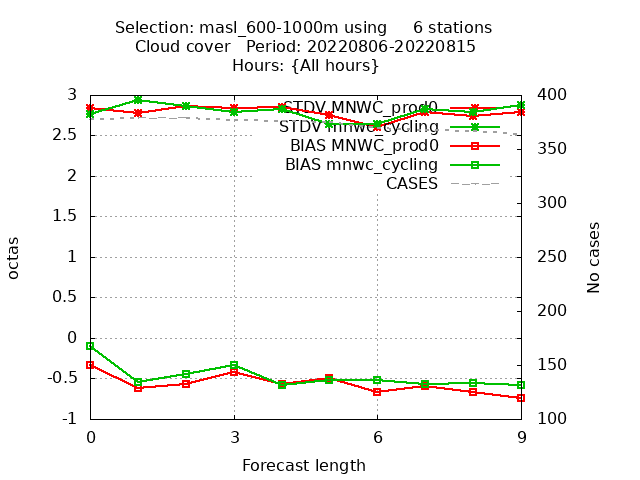 Selection: masl_600-1000m using     6 stations
Cloud cover   Period: 20220806-20220815
Hours: {All hours}
3
2.5
2
1.5
1
0.5
0
-0.5
-1
octas
STDV MNWC_prod0
STDV mnwc_cycling
BIAS MNWC_prod0
BIAS mnwc_cycling
CASES
400
350
300
250
200
150
100
No cases
0 3 6 9
Forecast length